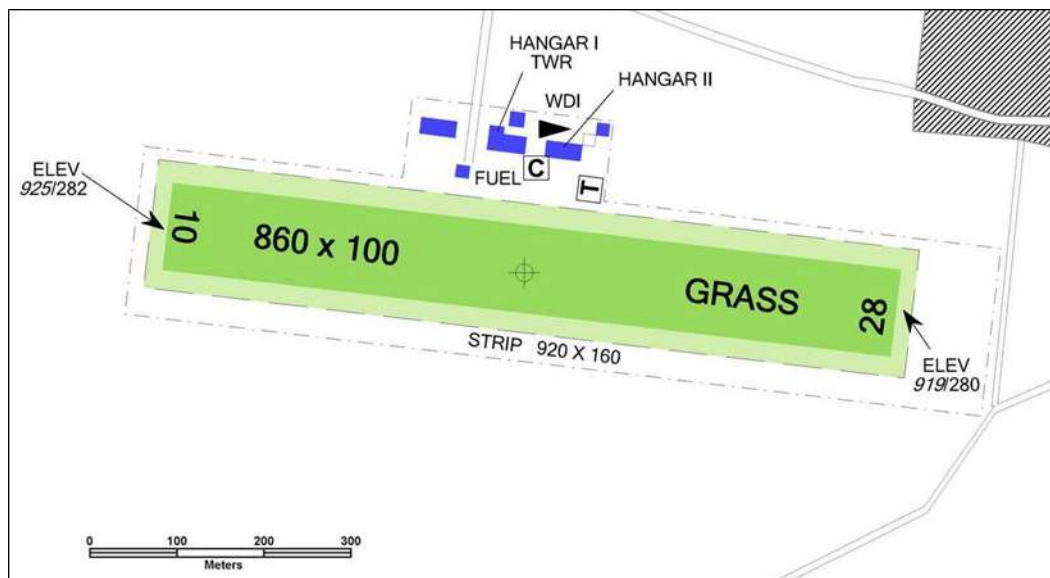 HANGAR I
TWR
HANGAR II
WDI
ELEV
925/282
FUEL
C
T
10
860 x 100
GRASS
28
STRIP 920 X 160
ELEV
919/280
0 100 200 300
Meters